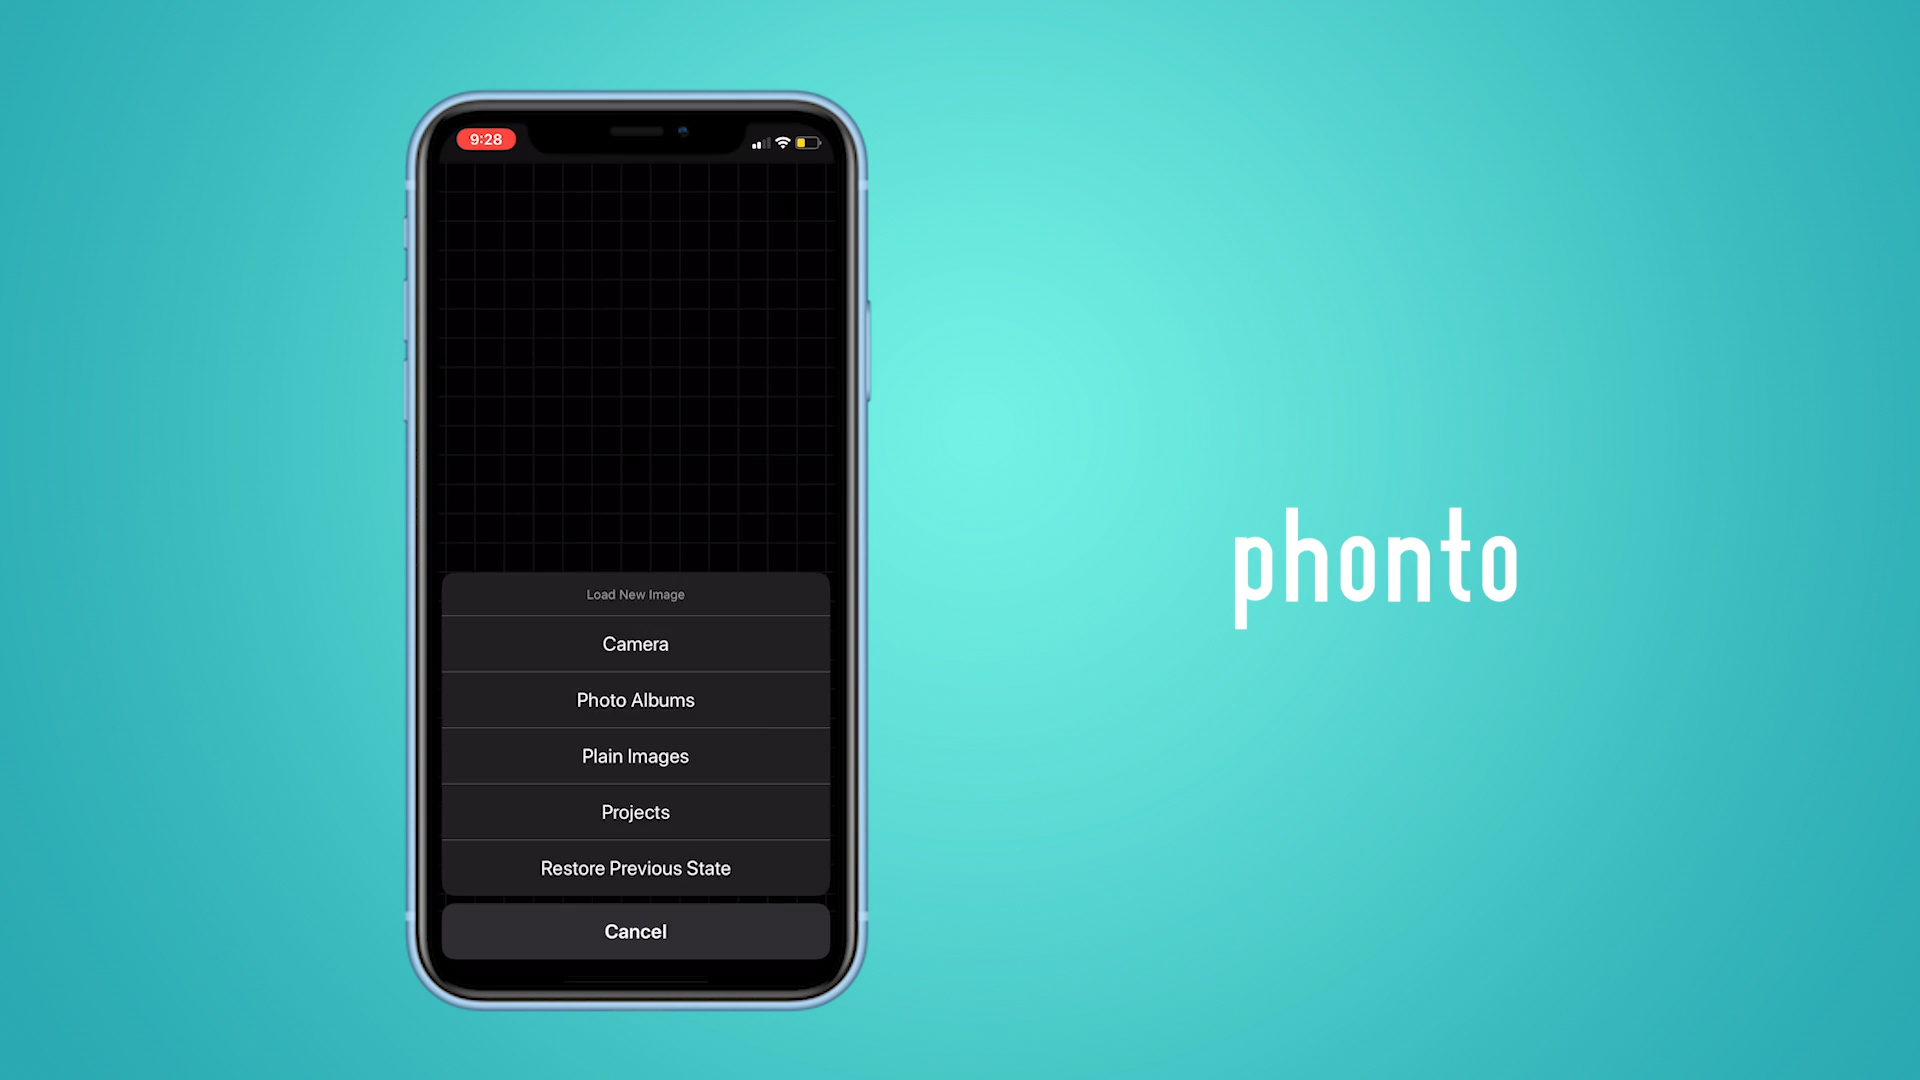 9:28
Load New Image
Camera
Photo Albums
Plain Images
Projects
Restore Previous State
Cancel
phonto